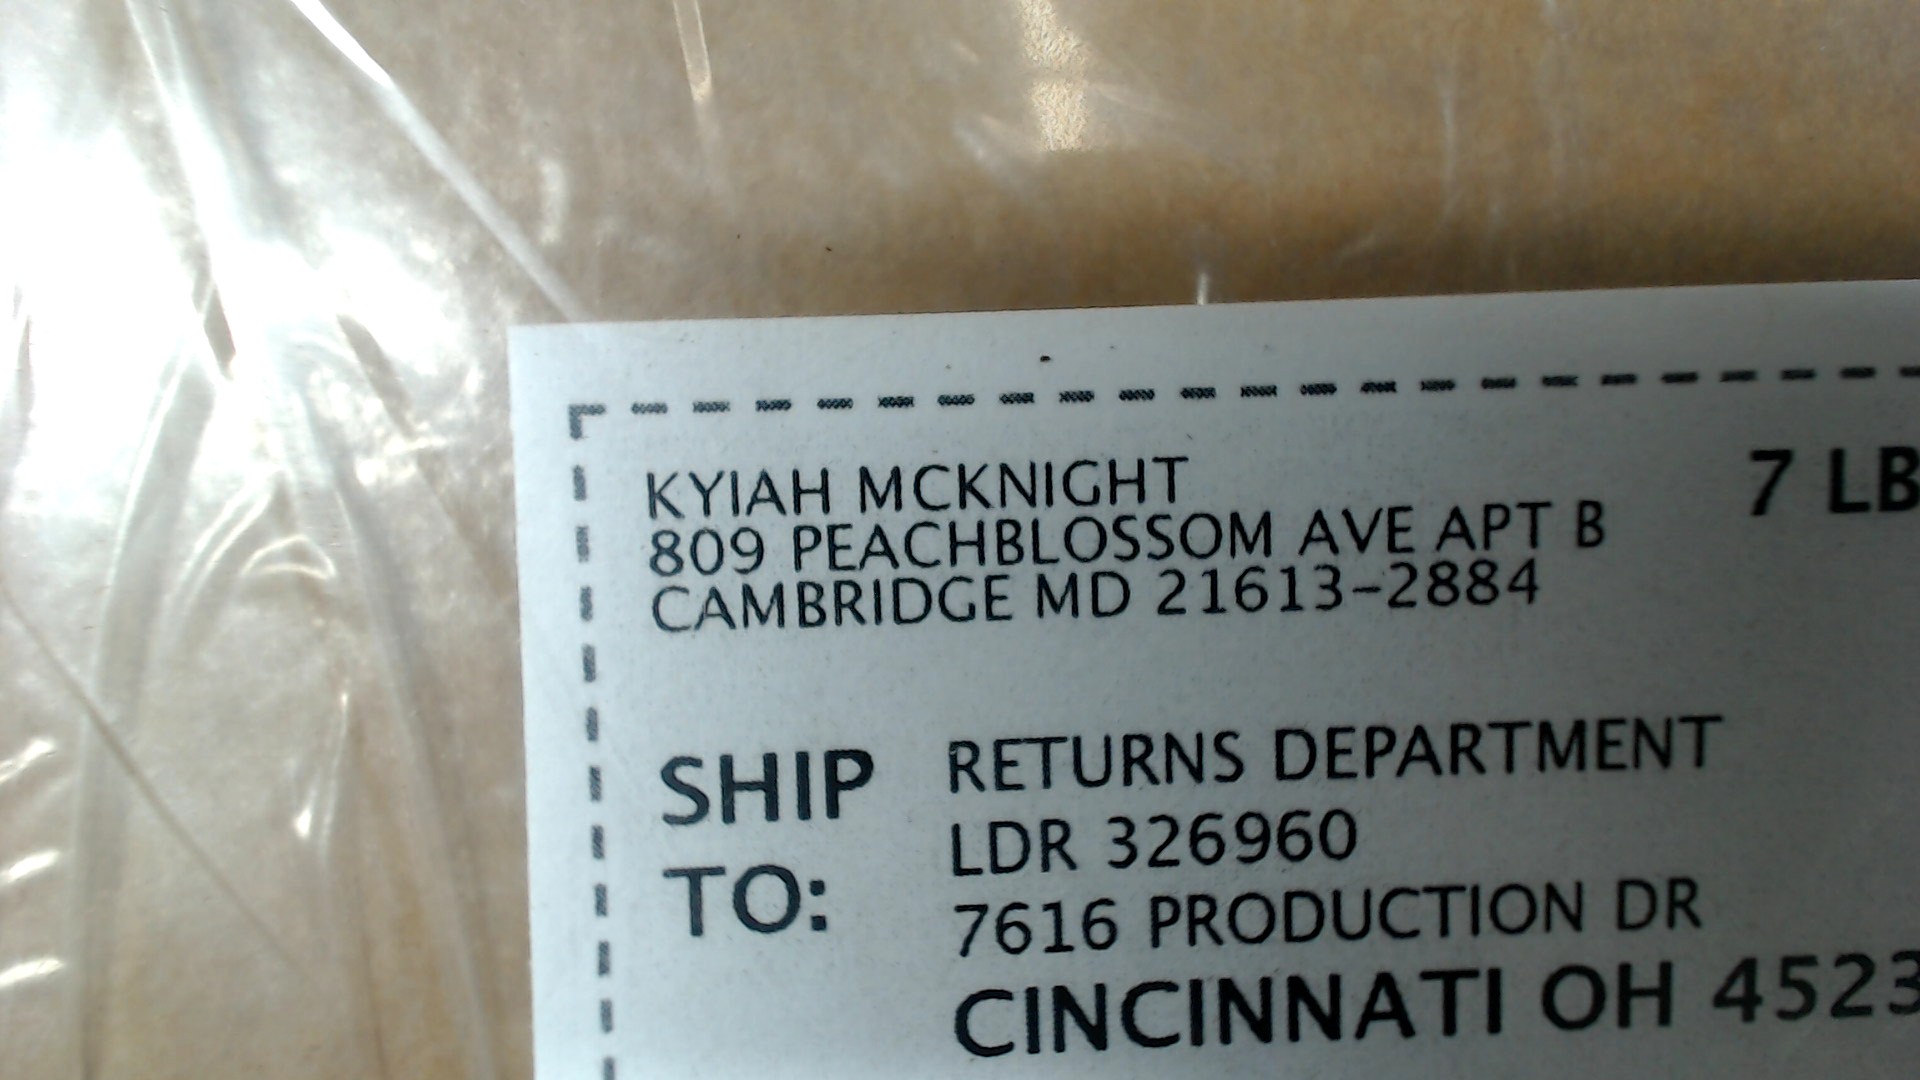 KYIAH MCKNIGHT
809 PEACHBLOSSOM AVE APT B
CAMBRIDGE MD 21613-2884
7 LB
SHIP TO:
RETURNS DEPARTMENT
LDR 326960
7616 PRODUCTION DR
CINCINNATI OH 4523